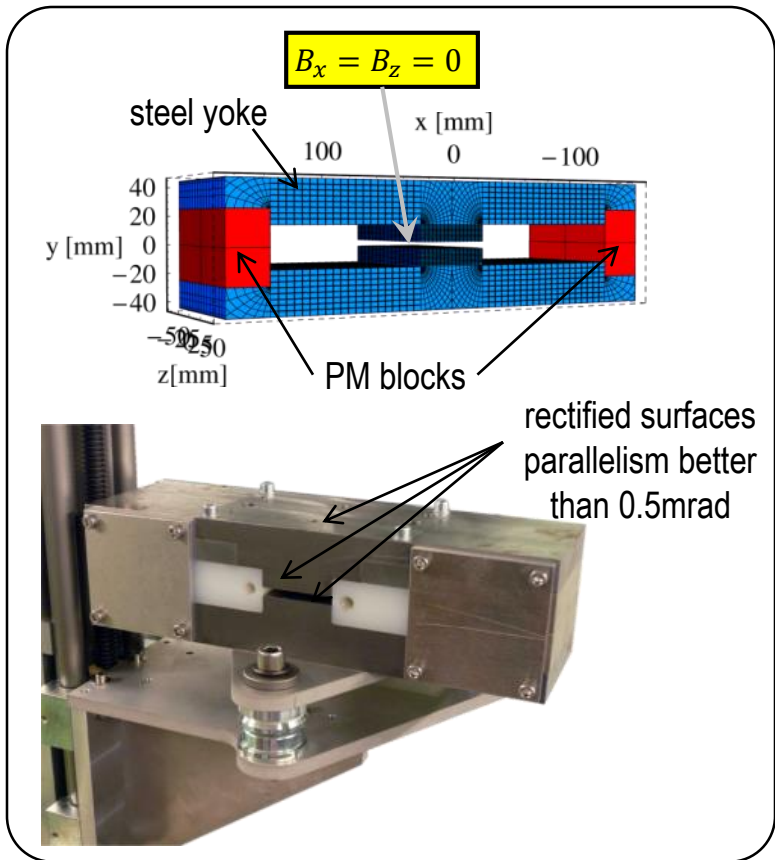 B_x = B_z = 0
steel yoke
x [mm]
100 0 −100
40
20
y [mm] 0
−20
−40
z[mm]
PM blocks
rectified surfaces
parallelism better
than 0.5mrad